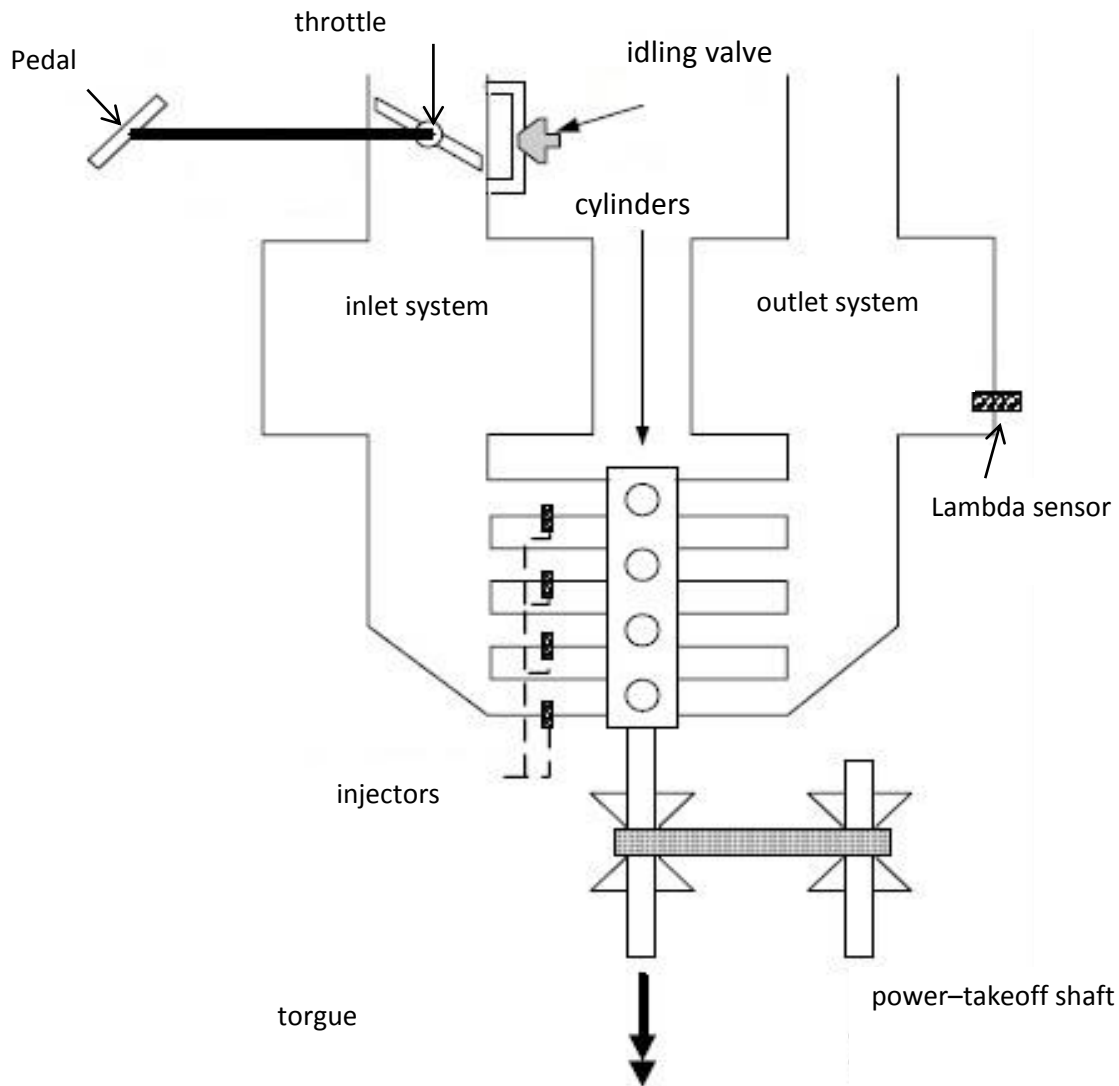 throttle
Pedal
idling valve
cylinders
inlet system
outlet system
Lambda sensor
injectors
power–takeoff shaft
torgue